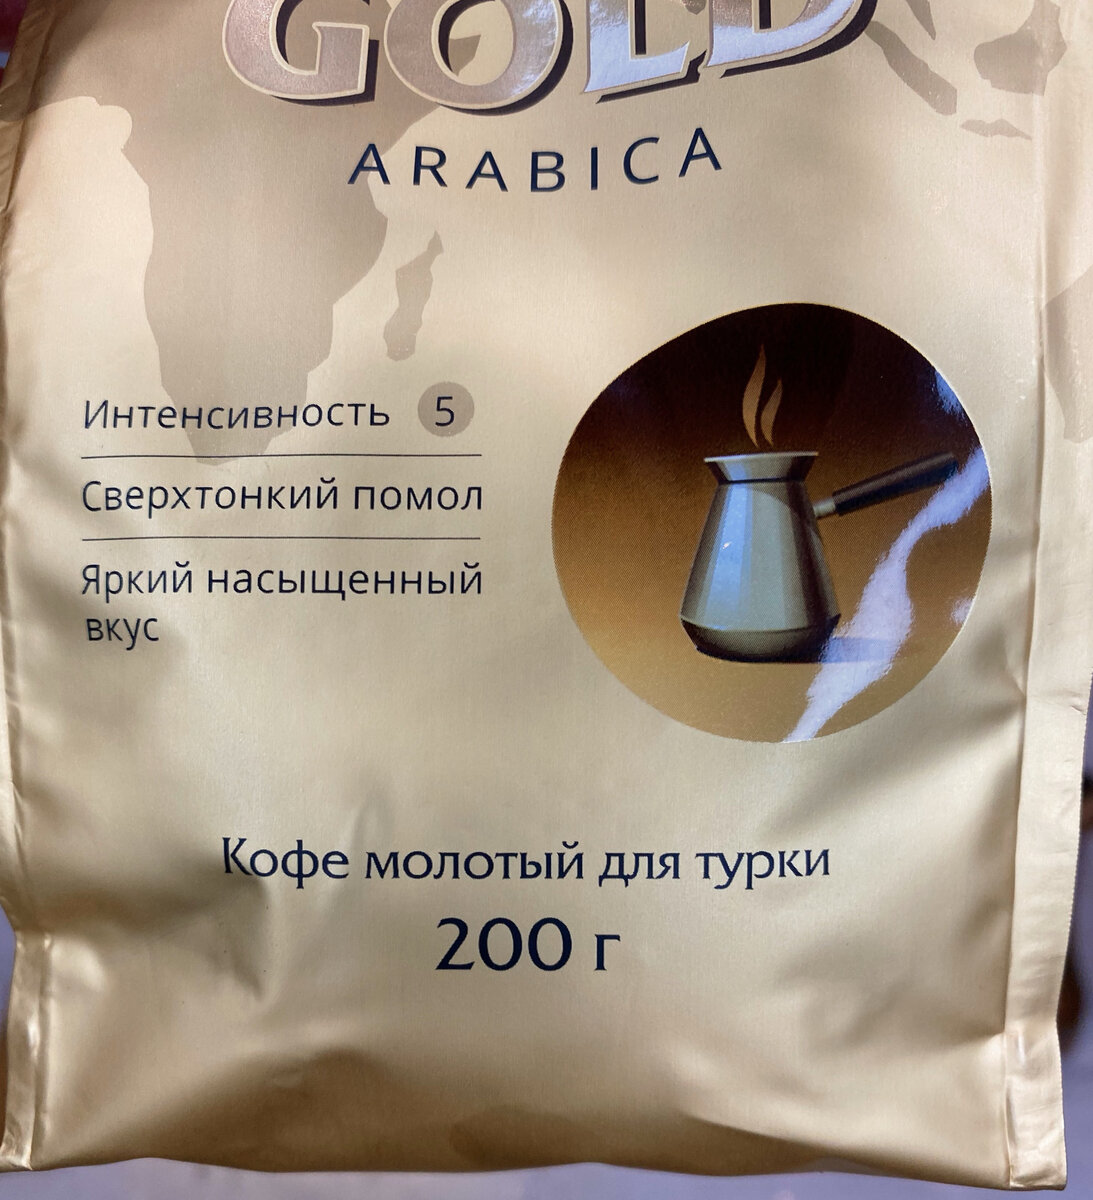 GOLD
ARABICA
Интенсивность 5
Сверхтонкий помол
Яркий насыщенный
вкус
Кофе молотый для турки
200 г